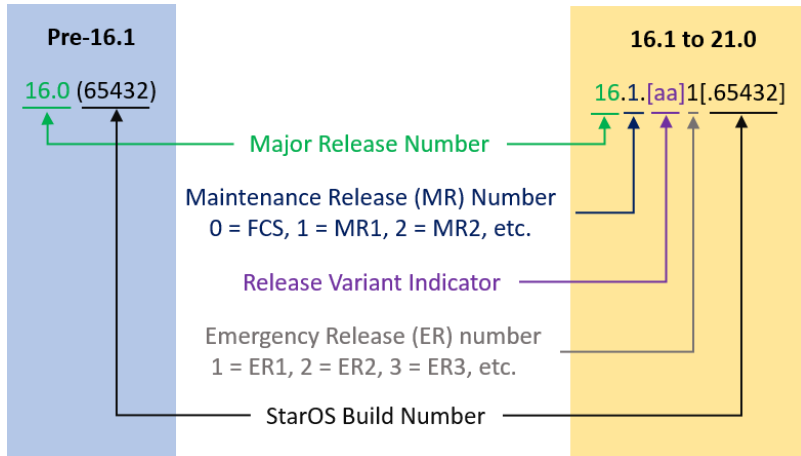 Pre-16.1
16.1 to 21.0
16.0 (65432)
16.1.[aa]1[.65432]
Major Release Number
Maintenance Release (MR) Number
0 = FCS, 1 = MR1, 2 = MR2, etc.
Release Variant Indicator
Emergency Release (ER) number
1 = ER1, 2 = ER2, 3 = ER3, etc.
StarOS Build Number